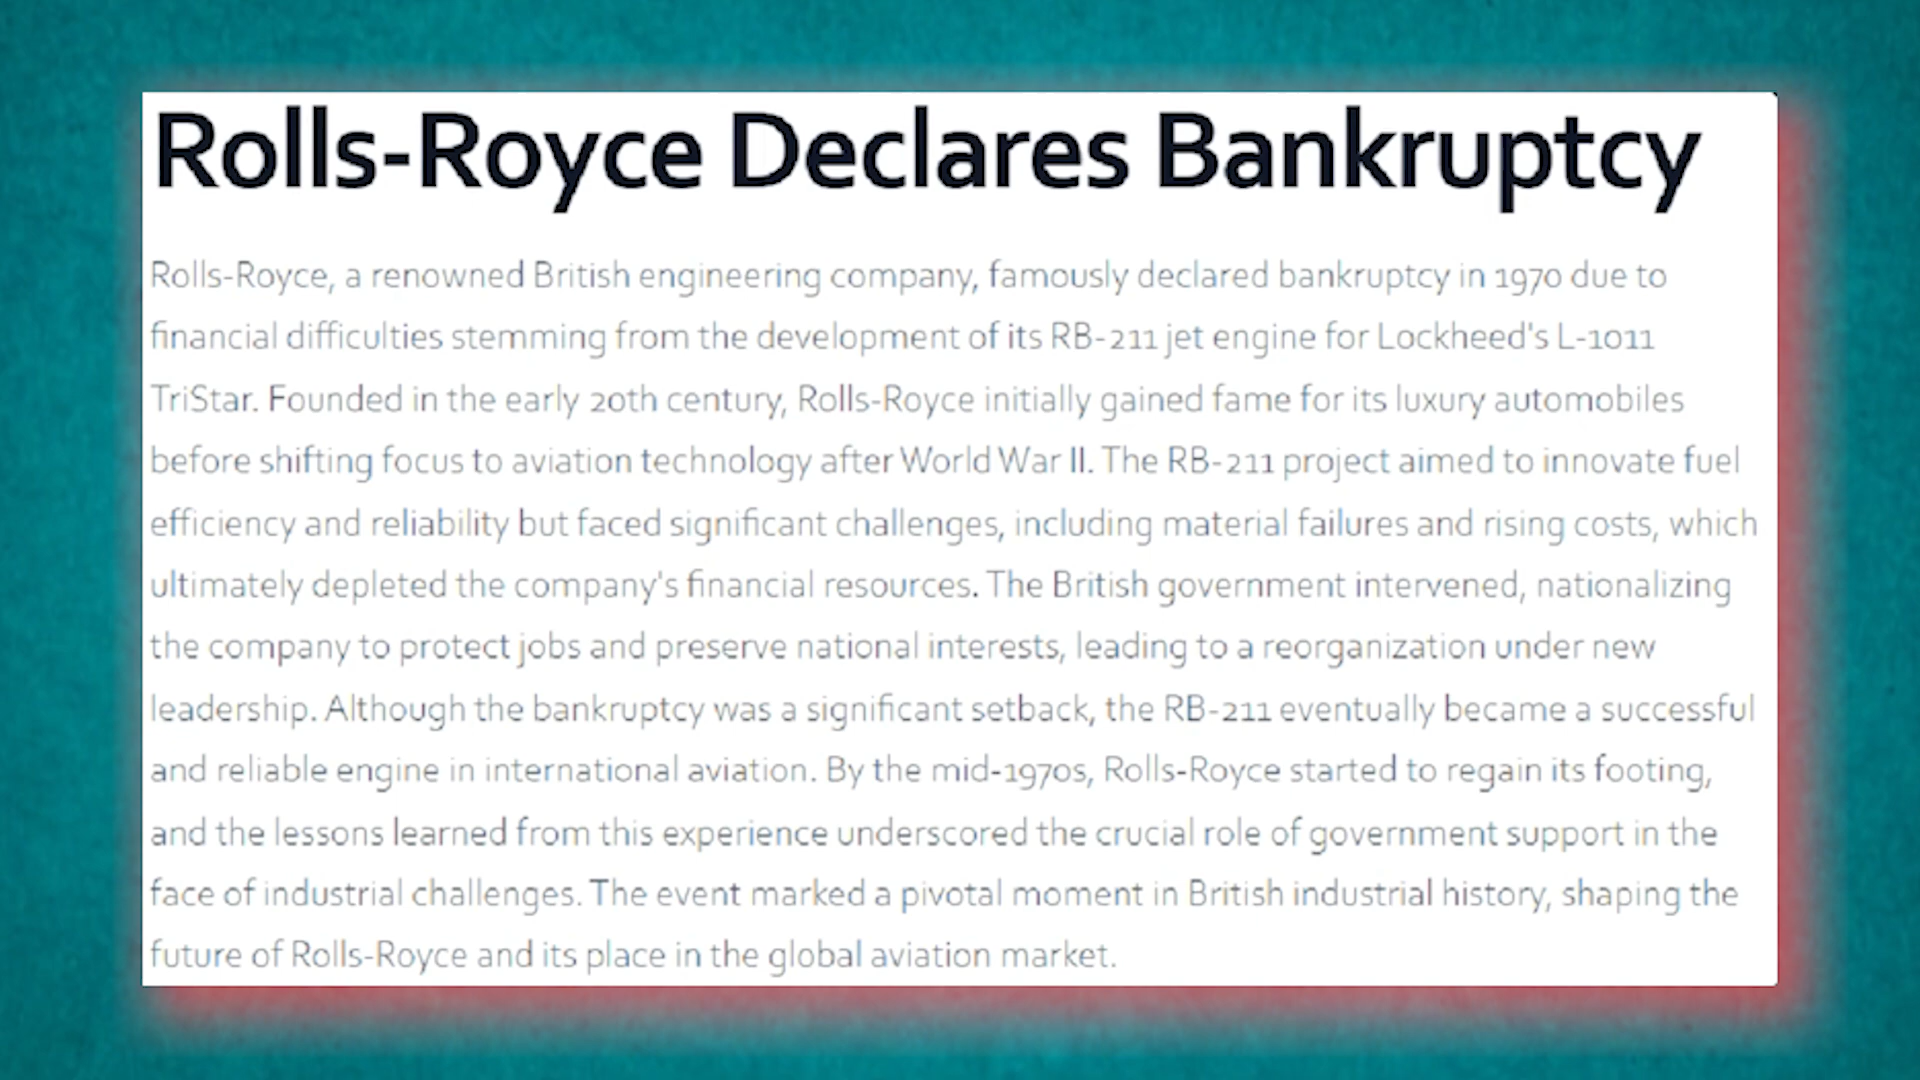 Rolls-Royce Declares Bankruptcy
Rolls-Royce, a renowned British engineering company, famously declared bankruptcy in 1970 due to
financial difficulties stemming from the development of its RB-211 jet engine for Lockheed's L-1011
TriStar. Founded in the early 20th century, Rolls-Royce initially gained fame for its luxury automobiles
before shifting focus to aviation technology after World War II. The RB-211 project aimed to innovate fuel
efficiency and reliability but faced significant challenges, including material failures and rising costs, which
ultimately depleted the company's financial resources. The British government intervened, nationalizing
the company to protect jobs and preserve national interests, leading to a reorganization under new
leadership. Although the bankruptcy was a significant setback, the RB-211 eventually became a successful
and reliable engine in international aviation. By the mid-1970s, Rolls-Royce started to regain its footing,
and the lessons learned from this experience underscored the crucial role of government support in the
face of industrial challenges. The event marked a pivotal moment in British industrial history, shaping the
future of Rolls-Royce and its place in the global aviation market.